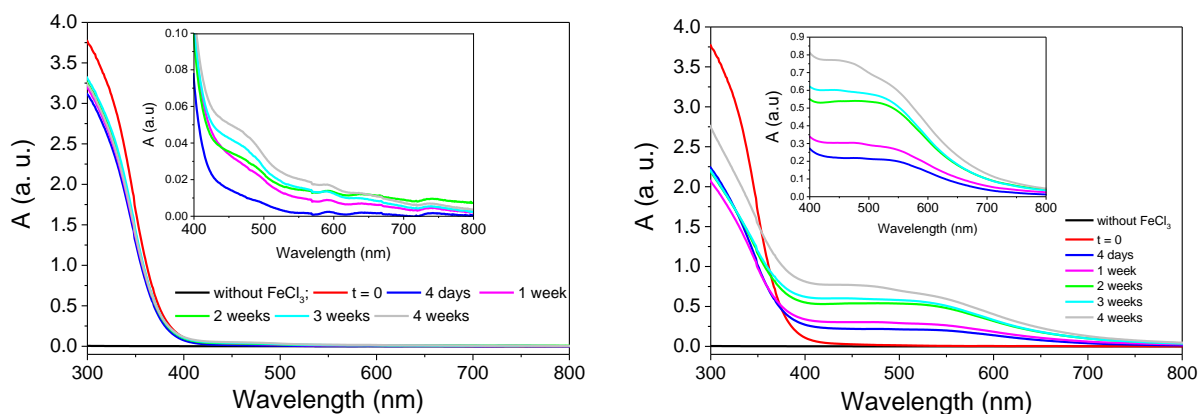 4.0
3.5
3.0
2.5
2.0
1.5
1.0
0.5
0.0
A (a. u.)
0.10
0.08
0.06
0.04
0.02
0.00
A (a.u)
400 500 600 700 800
Wavelength (nm)
without FeCl₃; t = 0 4 days 1 week
2 weeks 3 weeks 4 weeks
300 400 500 600 700 800
Wavelength (nm)
4.0
3.5
3.0
2.5
2.0
1.5
1.0
0.5
0.0
A (a. u.)
0.9
0.8
0.7
0.6
0.5
0.4
0.3
0.2
0.1
0.0
A (a.u)
400 500 600 700 800
Wavelength (nm)
without FeCl₃
t = 0
4 days
1 week
2 weeks
3 weeks
4 weeks
300 400 500 600 700 800
Wavelength (nm)